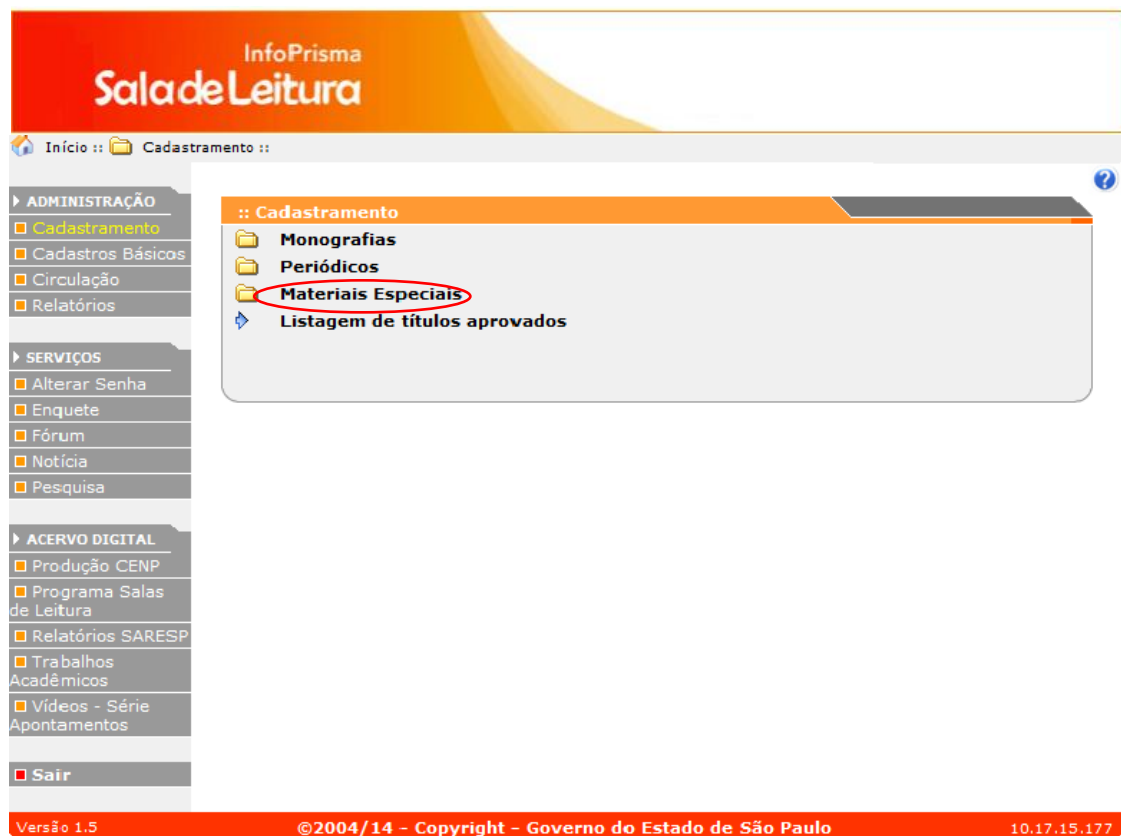 InfoPrisma
Sala de Leitura
Início :: Cadastramento ::
ADMINISTRAÇÃO
Cadastramento
Cadastros Básicos
Circulação
Relatórios
SERVIÇOS
Alterar Senha
Enquete
Fórum
Notícia
Pesquisa
ACERVO DIGITAL
Produção CENP
Programa Salas
de Leitura
Relatórios SARESP
Trabalhos
Acadêmicos
Vídeos - Série
Apontamentos
Sair
?
:: Cadastramento
Monografias
Periódicos
Materiais Especiais
Listagem de títulos aprovados
Versão 1.5
©2004/14 - Copyright - Governo do Estado de São Paulo
10.17.15.177